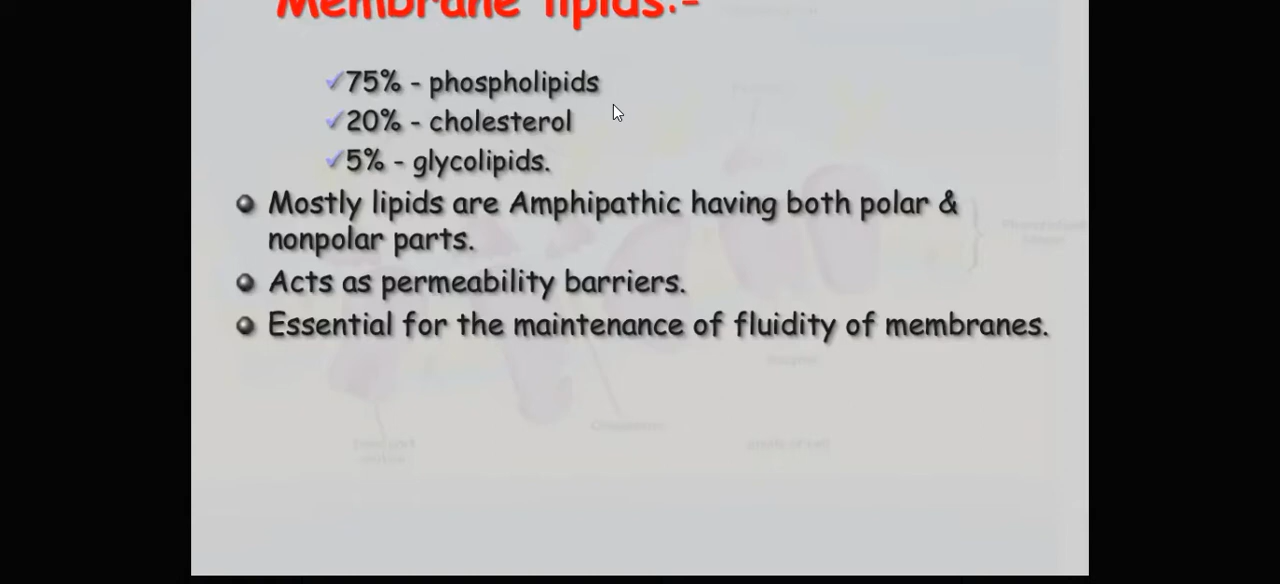 Membrane lipids:-
✓75% - phospholipids
✓20% - cholesterol
✓5% - glycolipids.
Mostly lipids are Amphipathic having both polar &
nonpolar parts.
Acts as permeability barriers.
Essential for the maintenance of fluidity of membranes.